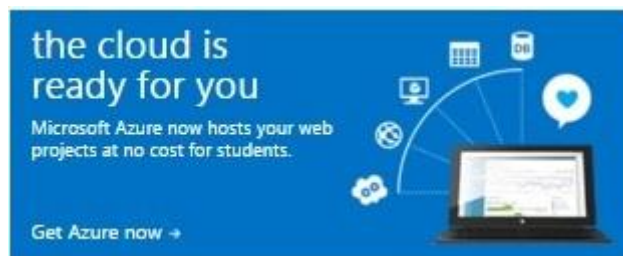 the cloud is
ready for you
Microsoft Azure now hosts your web
projects at no cost for students.
Get Azure now →
DB